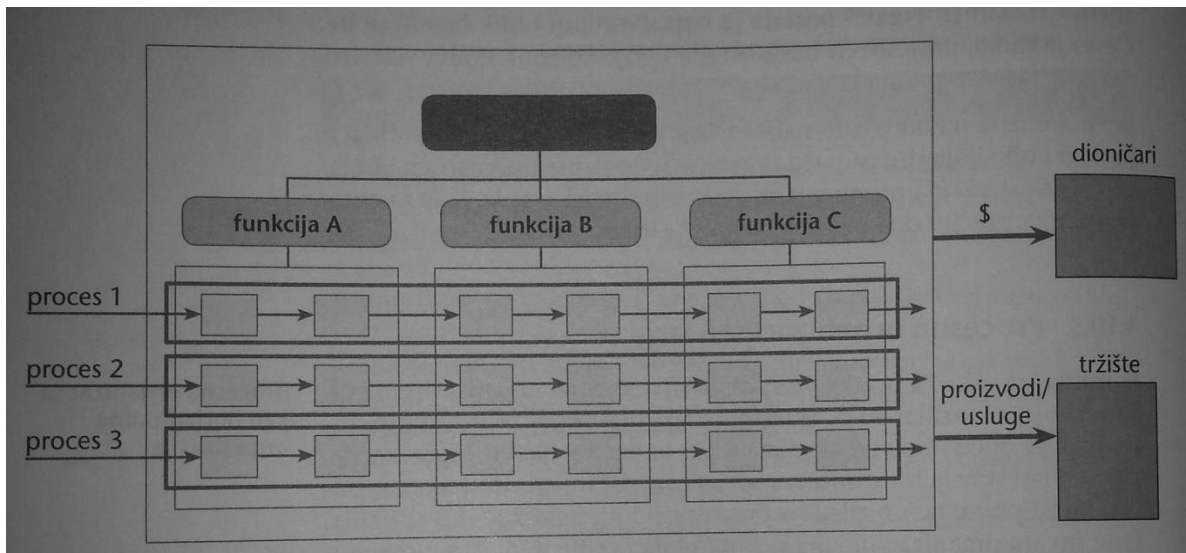 dioničari
funkcija A
funkcija B
funkcija C
$
proces 1
proces 2
tržište
proizvodi/
usluge
proces 3